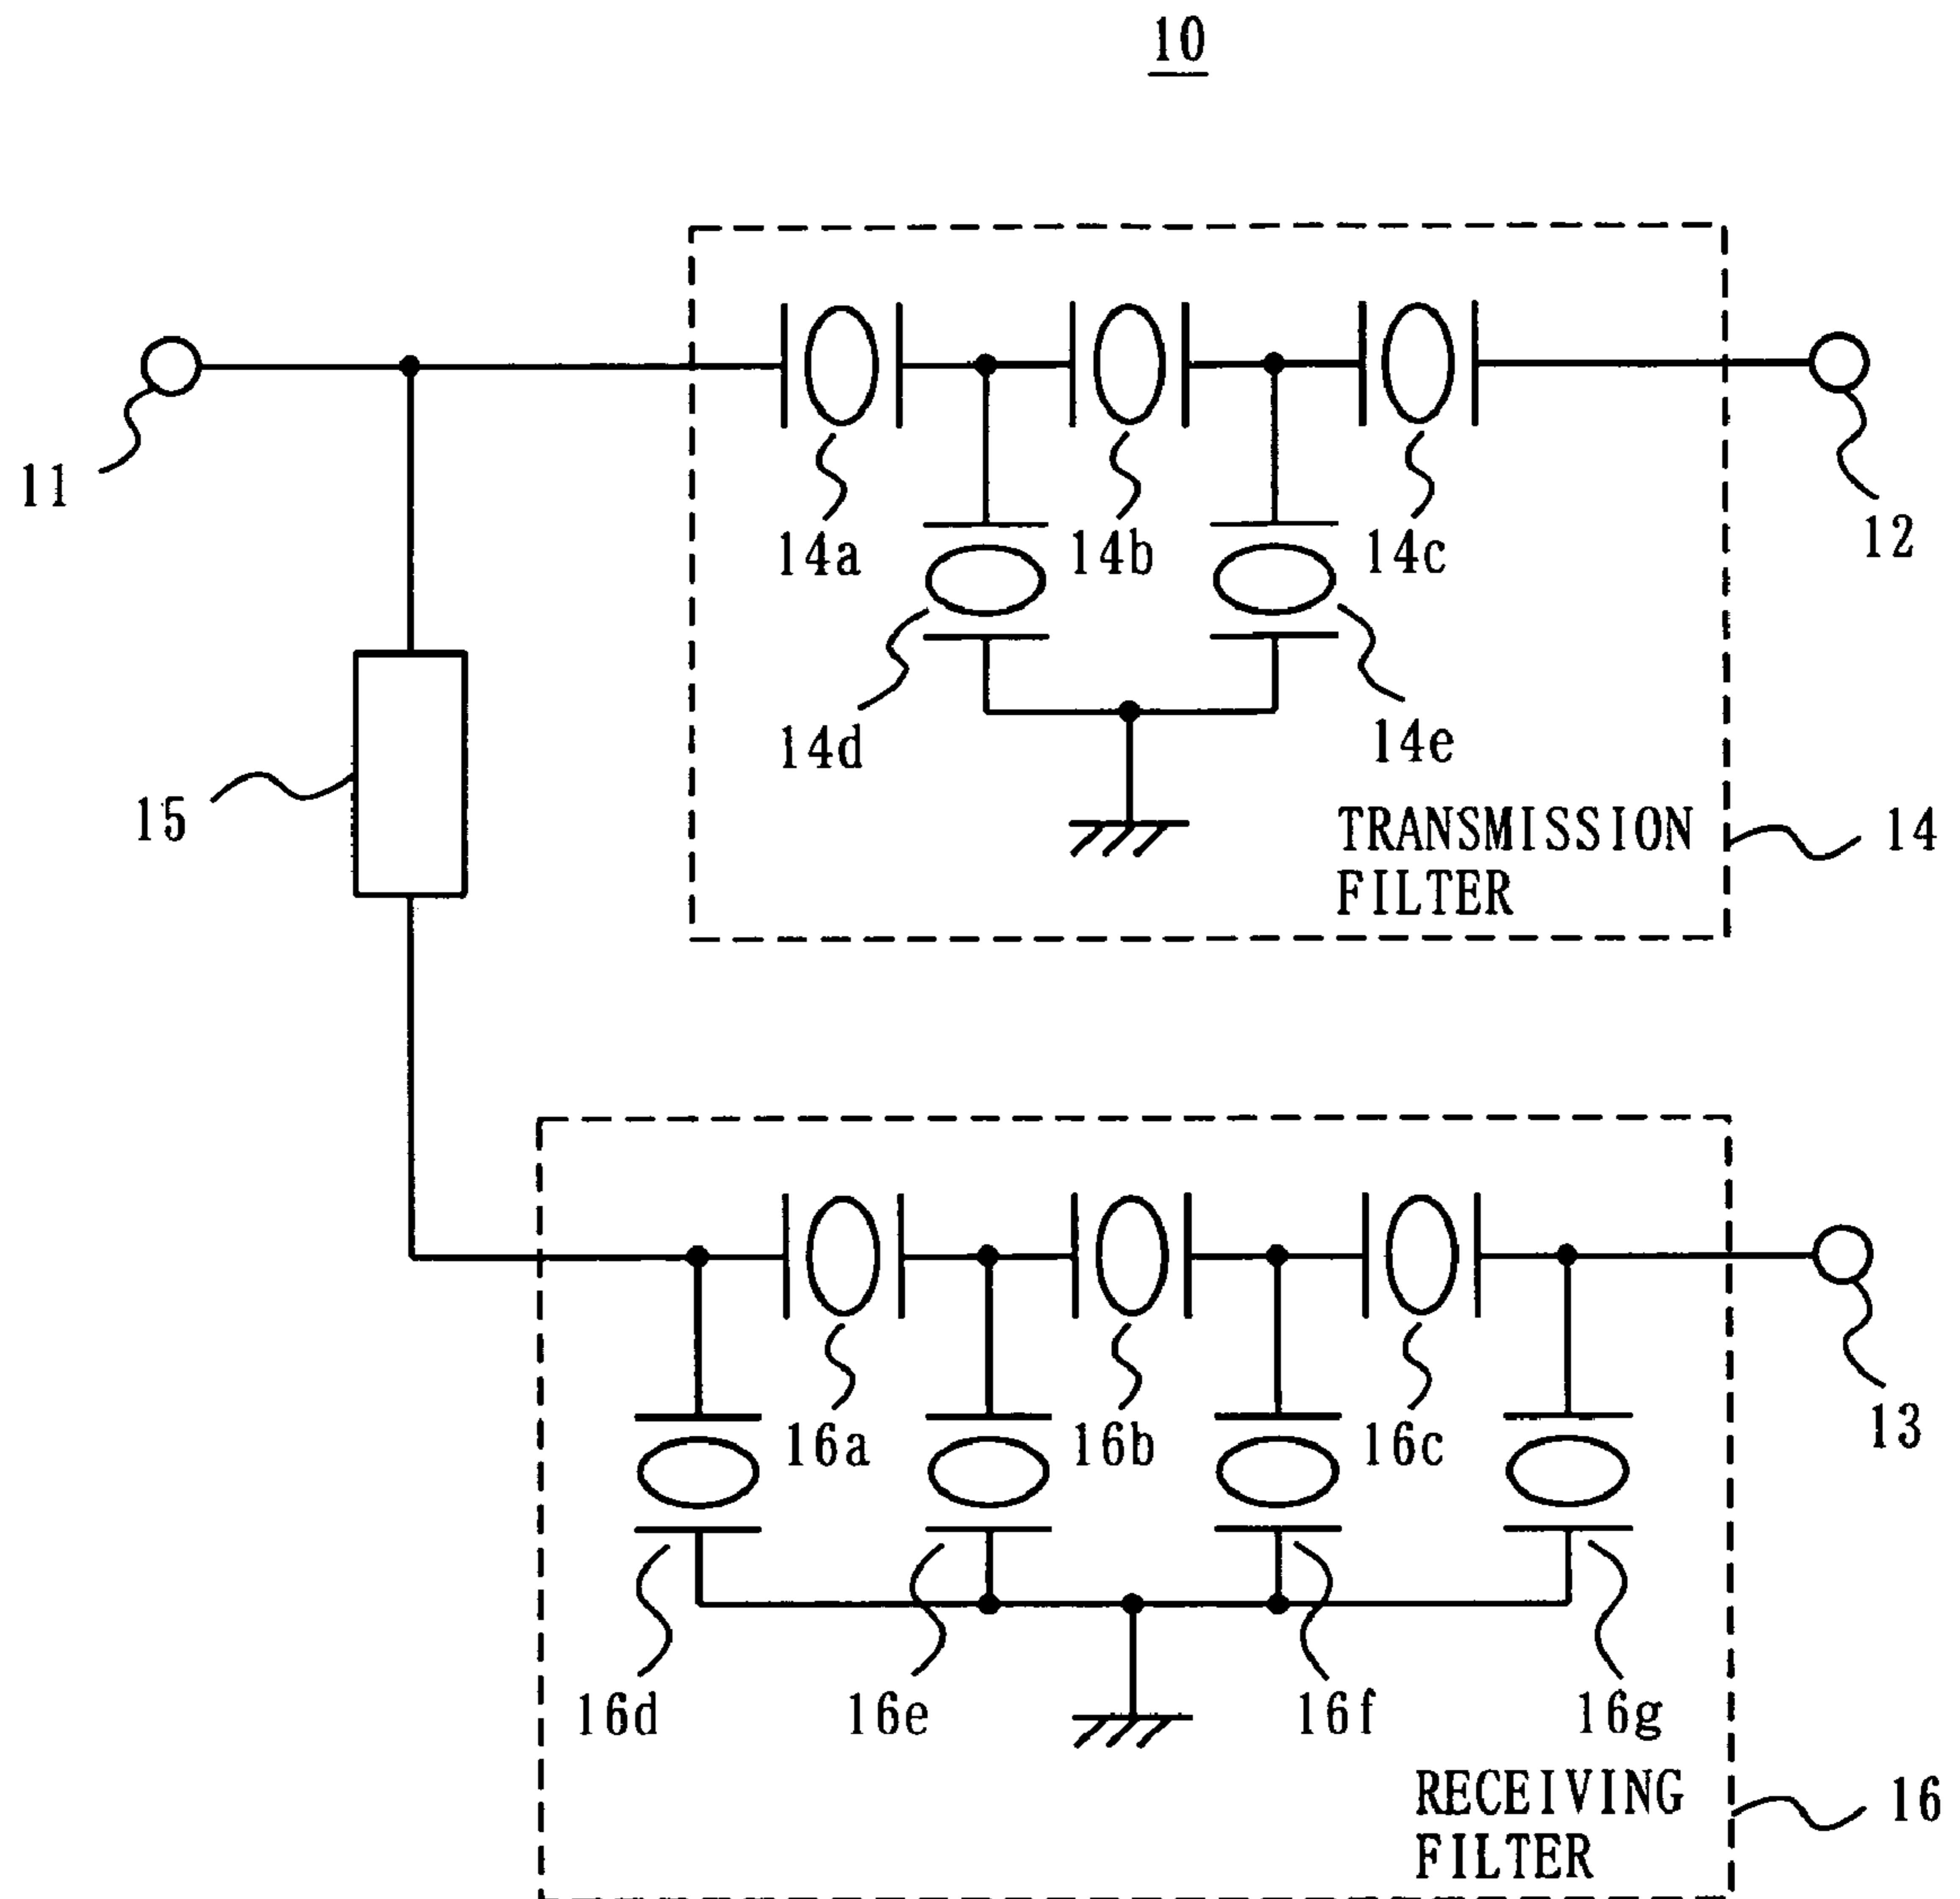 10
11
12
14a
14b
14c
14d
14e
15
TRANSMISSION
FILTER
14
13
16a
16b
16c
16d
16e
16f
16g
RECEIVING
FILTER
16